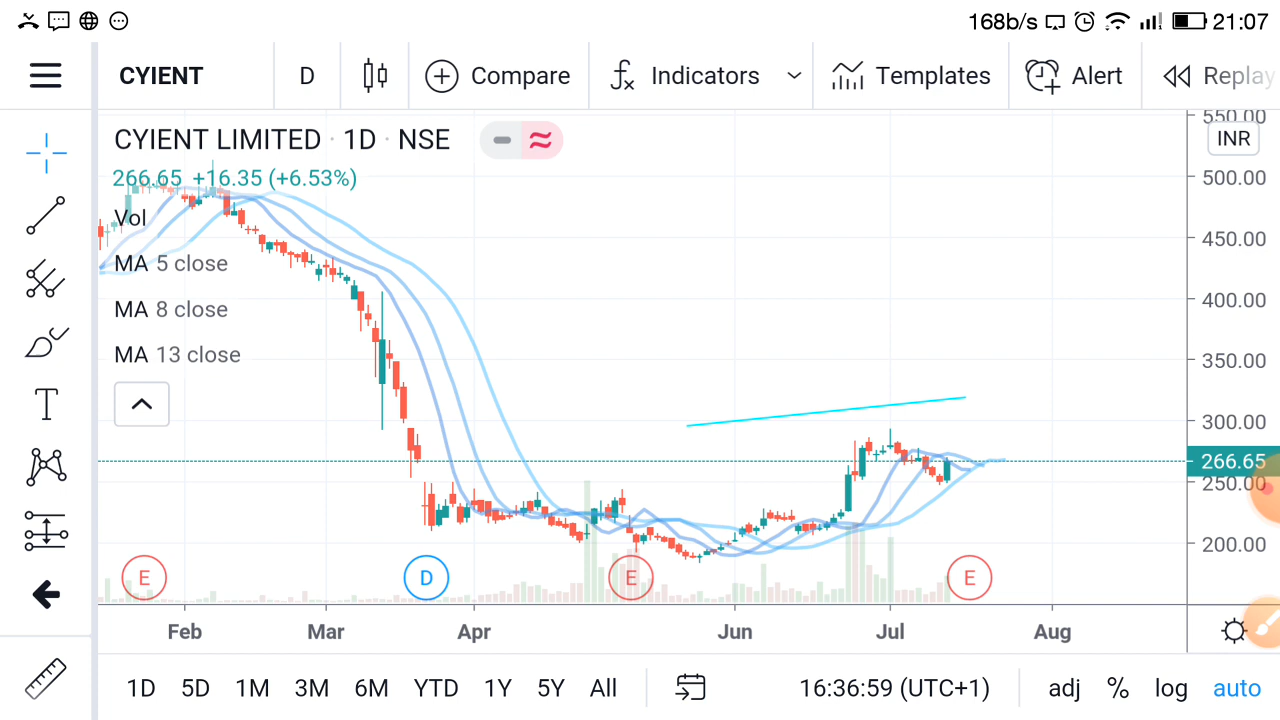 168b/s 21:07
CYIENT D Compare Indicators Templates Alert Replay
CYIENT LIMITED · 1D · NSE
266.65 +16.35 (+6.53%)
Vol
MA 5 close
MA 8 close
MA 13 close
550.00
INR
500.00
450.00
400.00
350.00
300.00
266.65
250.00
200.00
E D E E
T
Feb Mar Apr Jun Jul Aug
1D 5D 1M 3M 6M YTD 1Y 5Y All 16:36:59 (UTC+1) adj % log auto